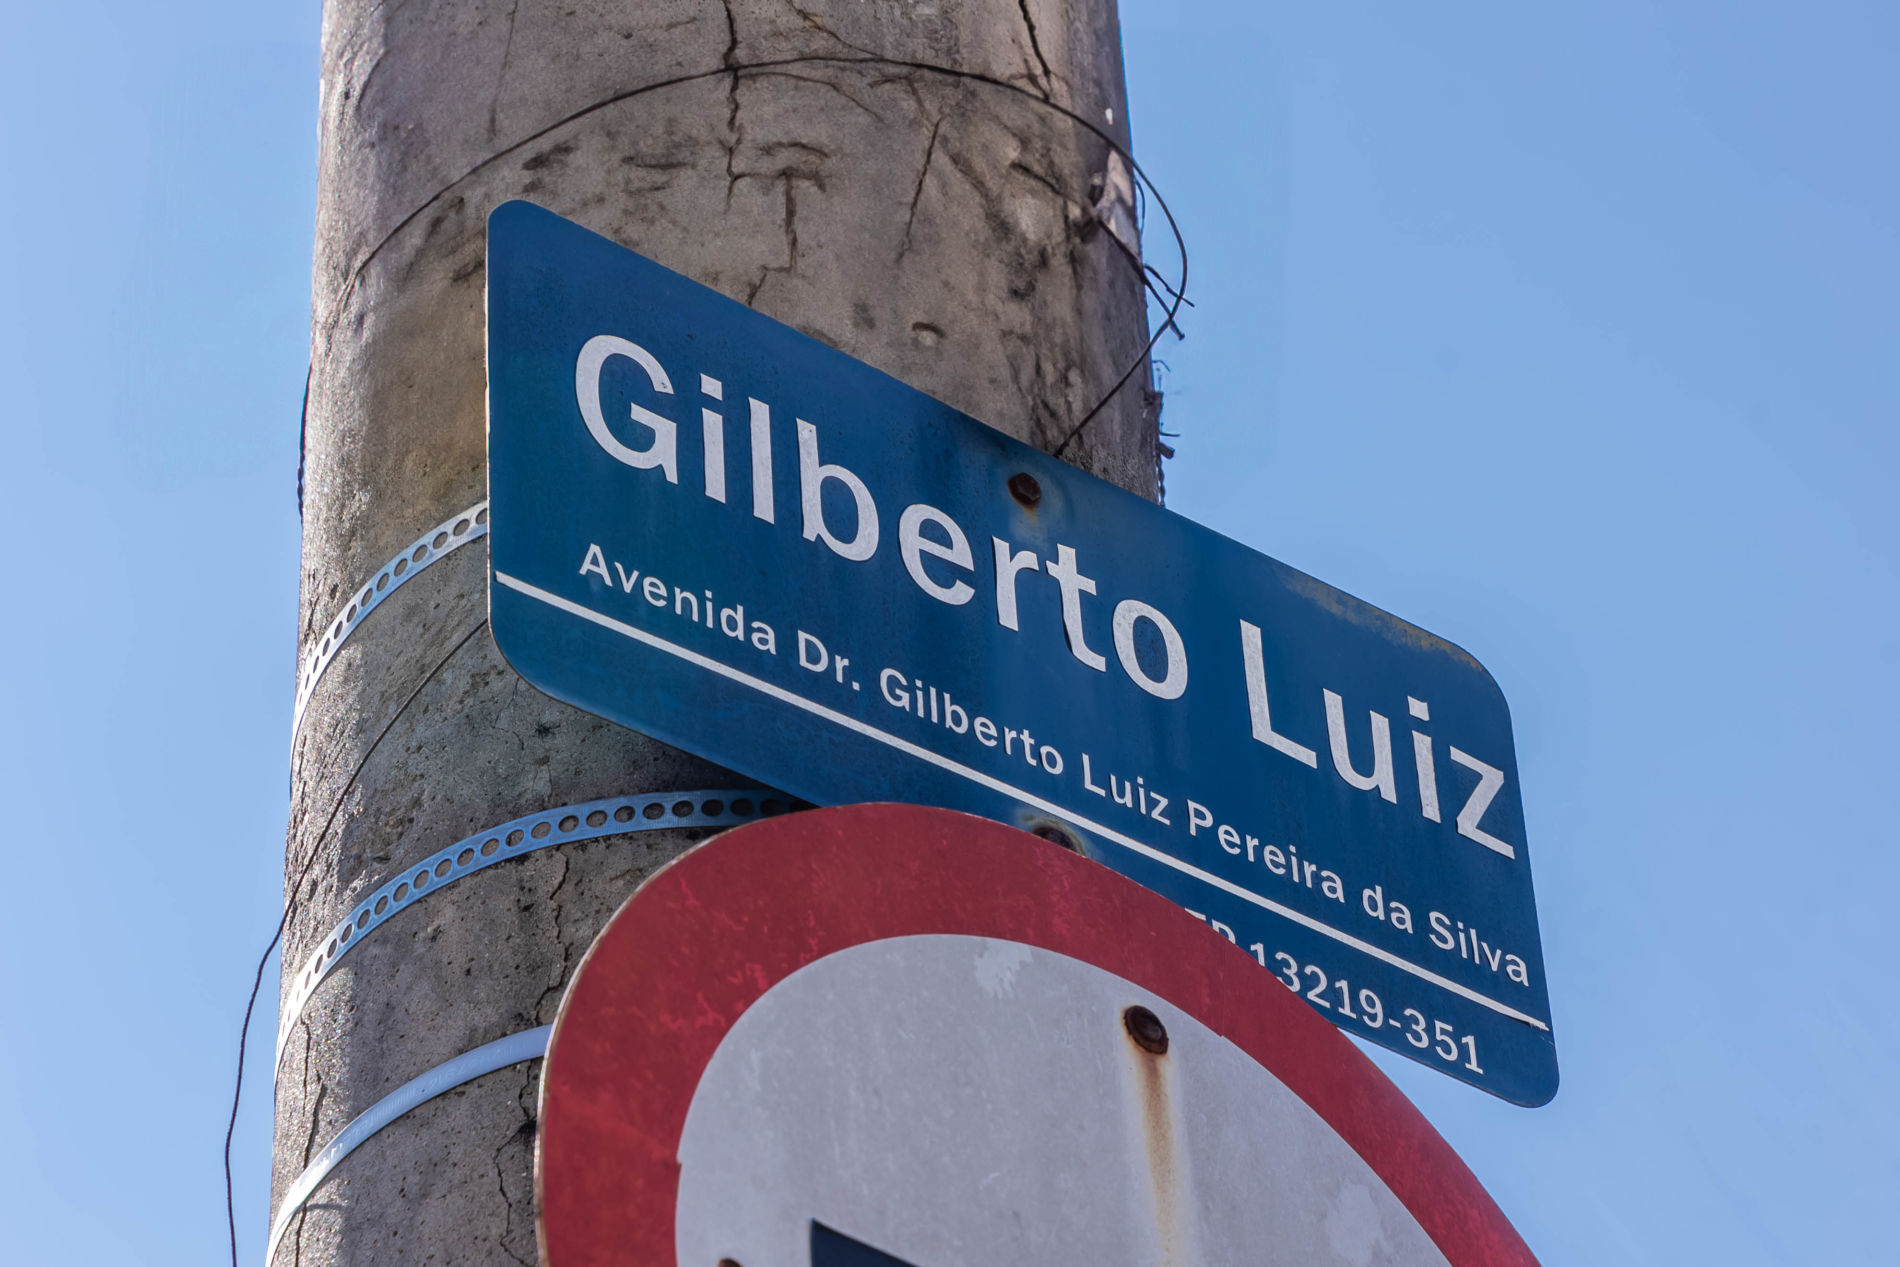 Gilberto Luiz
Avenida Dr. Gilberto Luiz Pereira da Silva
13219-351